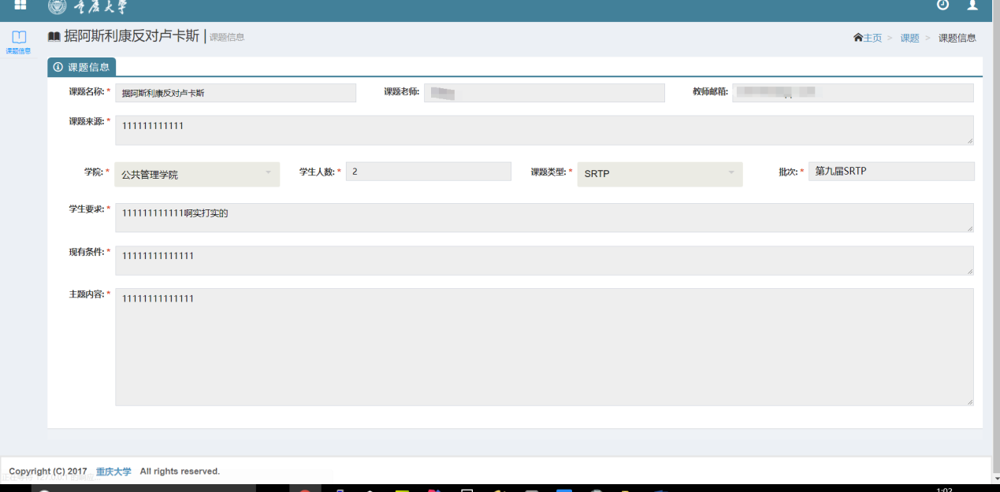 重庆大学
课题信息
据阿斯利康反对卢卡斯 | 课题信息
主页 > 课题 > 课题信息
课题信息
课题名称: * 据阿斯利康反对卢卡斯 课题老师: 教师邮箱:
课题来源: * 111111111111
学院: * 公共管理学院 学生人数: * 2 课题类型: * SRTP 批次: * 第九届SRTP
学生要求: * 111111111111啊实打实的
现有条件: * 11111111111111
主题内容: * 11111111111111
Copyright (C) 2017 重庆大学 All rights reserved.
1:02